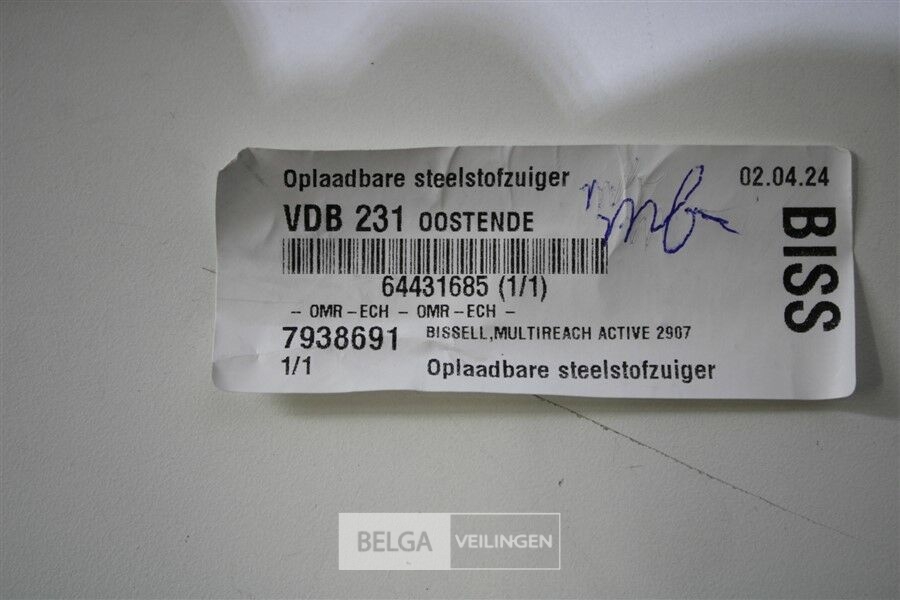 Oplaadbare steelstofzuiger
02.04.24
VDB 231 OOSTENDE
BISS
64431685 (1/1)
-- OMR-ECH - OMR-ECH -
7938691 BISSELL,MULTIREACH ACTIVE 2907
1/1 Oplaadbare steelstofzuiger
BELGA VEILINGEN